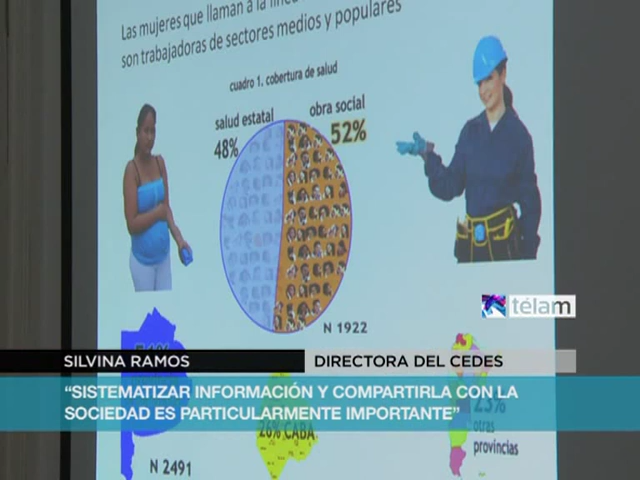 Las mujeres que llaman a la línea
son trabajadoras de sectores medios y populares
cuadro 1. cobertura de salud
salud estatal
48%
obra social
52%
N 1922
télam
SILVINA RAMOS
DIRECTORA DEL CEDES
“SISTEMATIZAR INFORMACIÓN Y COMPARTIRLA CON LA
SOCIEDAD ES PARTICULARMENTE IMPORTANTE”
26% CABA
otras
provincias
N 2491